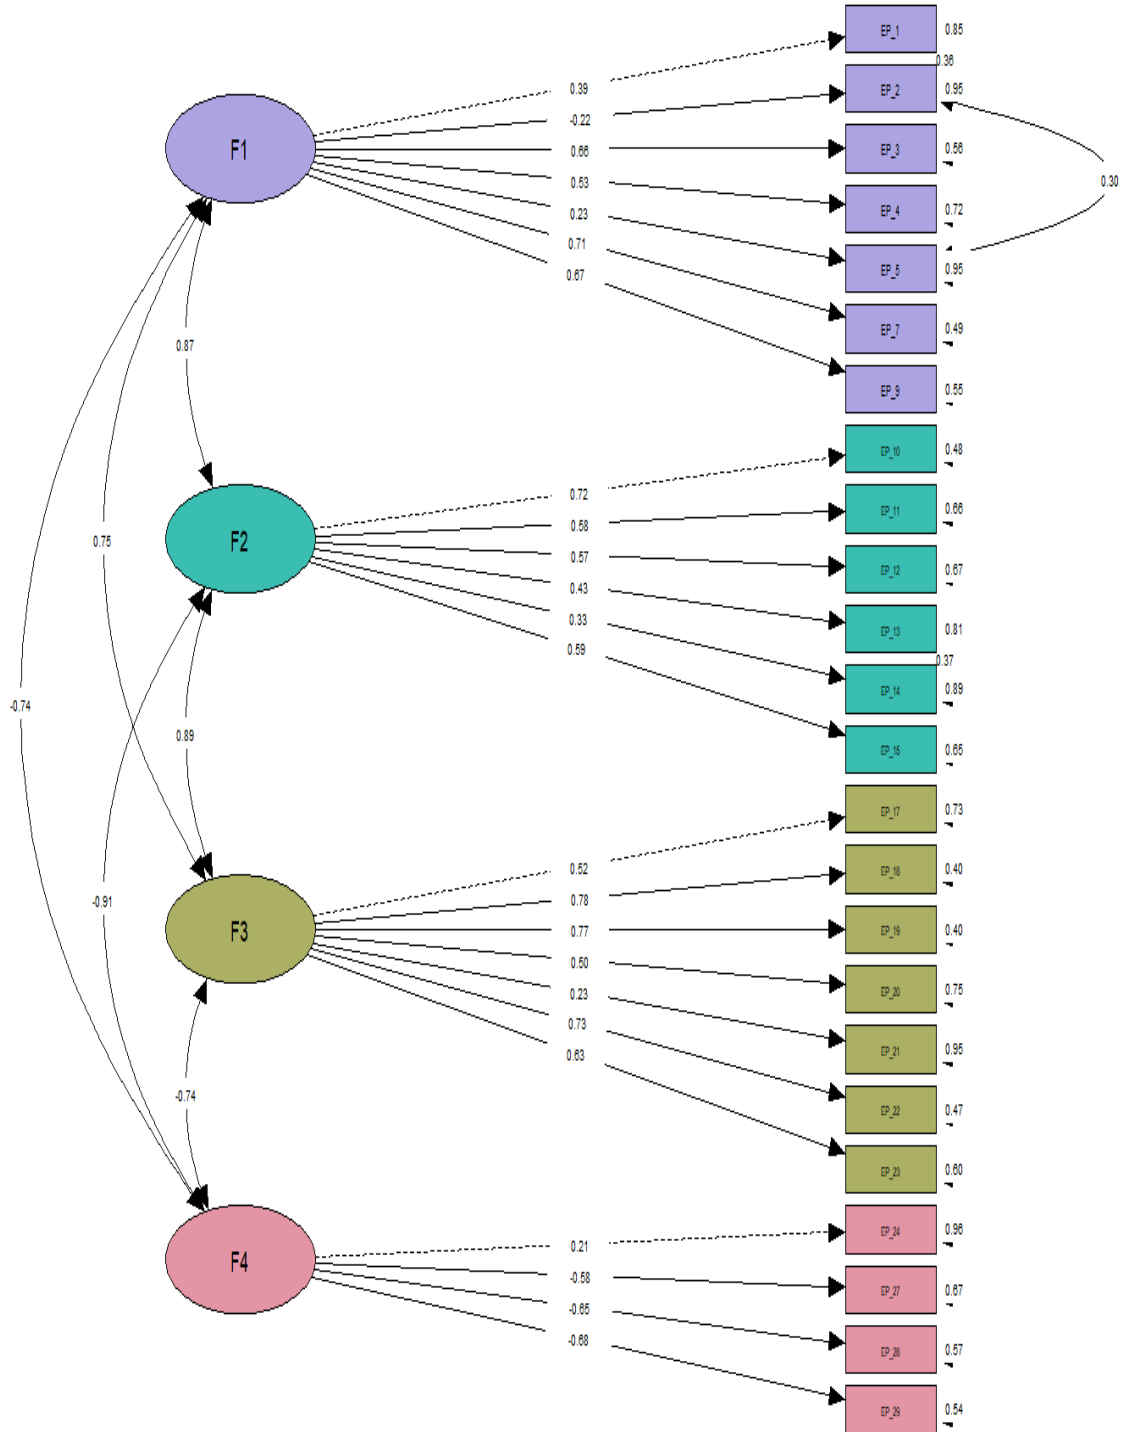 EP_1 0.85
0.36
0.39
EP_2 0.95
-0.22
F1
0.66
EP_3 0.56
0.53
0.30
EP_4 0.72
0.23
0.71
EP_5 0.95
0.67
EP_7 0.49
0.87
EP_9 0.55
EP_10 0.48
0.72
EP_11 0.66
0.58
F2
0.75
0.57
EP_12 0.67
0.43
0.33
EP_13 0.81
0.59
0.37
EP_14 0.89
-0.74
0.89
EP_15 0.65
EP_17 0.73
0.52
EP_18 0.40
-0.91
0.78
F3
0.77
EP_19 0.40
0.50
EP_20 0.75
0.23
0.73
EP_21 0.95
0.63
-0.74
EP_22 0.47
EP_23 0.60
EP_24 0.96
0.21
F4
-0.58
EP_27 0.67
-0.65
-0.68
EP_28 0.57
EP_29 0.54